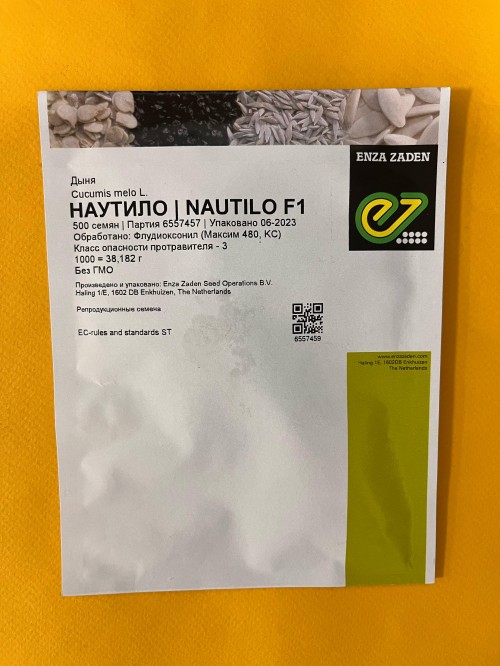 ENZA ZADEN
Дыня
Cucumis melo L.
НАУТИЛО | NAUTILO F1
500 семян | Партия 6557457 | Упаковано 06-2023
Обработано: Флудиоксонил (Максим 480, КС)
Класс опасности протравителя - 3
1000 = 38,182 г
Без ГМО
Произведено и упаковано: Enza Zaden Seed Operations B.V.
Haling 1/E, 1602 DB Enkhuizen, The Netherlands
Репродукционные семена
EC-rules and standards ST
6557459
www.enzazaden.com
Haling 1E, 1602DB Enkhuizen
The Netherlands